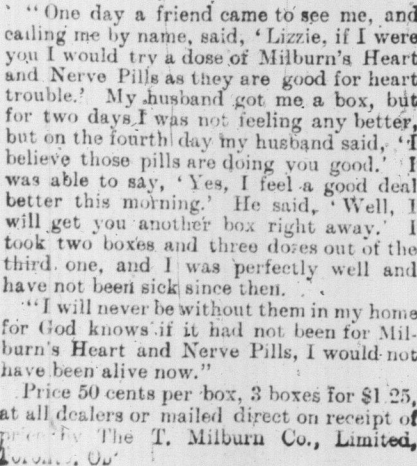 "One day a friend came to see me, and
calling me by name, said, 'Lizzie, if I were
you I would try a dose of Milburn's Heart
and Nerve Pills as they are good for heart
trouble.' My husband got me a box, but
for two days I was not feeling any better,
but on the fourth day my husband said, 'I
believe those pills are doing you good.' I
was able to say, 'Yes, I feel a good deal
better this morning.' He said, 'Well, I
will get you another box right away.' I
took two boxes and three doses out of the
third one, and I was perfectly well and
have not been sick since then.
"I will never be without them in my home
for God knows if it had not been for Mil-
burn's Heart and Nerve Pills, I would not
have been alive now."
Price 50 cents per box, 3 boxes for $1.25,
at all dealers or mailed direct on receipt of
The T. Milburn Co., Limited,